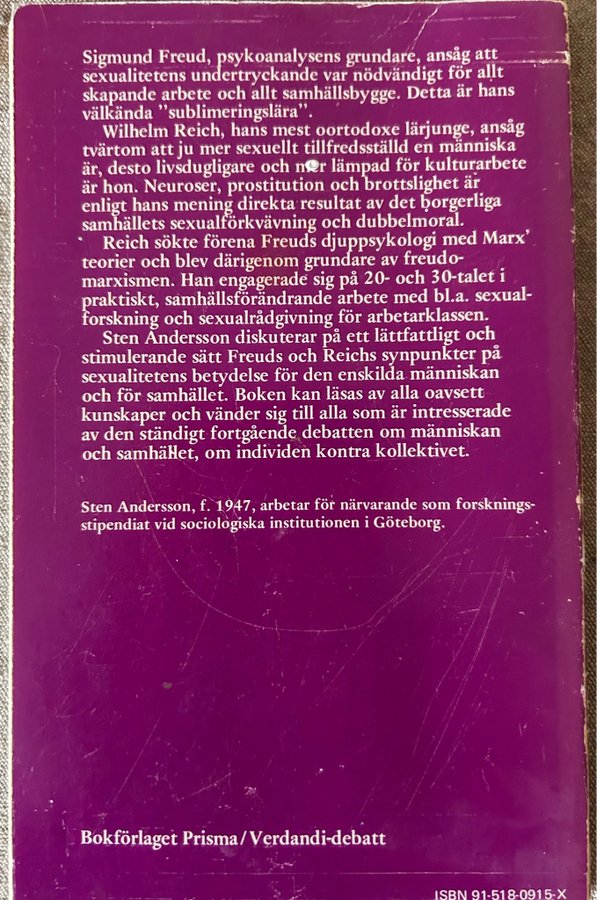 Sigmund Freud, psykoanalysens grundare, ansåg att
sexualitetens undertryckande var nödvändigt för allt
skapande arbete och allt samhällsbygge. Detta är hans
välkända "sublimeringslära".
Wilhelm Reich, hans mest oortodoxe lärjunge, ansåg
tvärtom att ju mer sexuellt tillfredsställd en människa
är, desto livsdugligare och mer lämpad för kulturarbete
är hon. Neuroser, prostitution och brottslighet är
enligt hans mening direkta resultat av det borgerliga
samhällets sexualförkvävning och dubbelmoral.
Reich sökte förena Freuds djuppsykologi med Marx'
teorier och blev därigenom grundare av freudo-
marxismen. Han engagerade sig på 20- och 30-talet i
praktiskt, samhällsförändrande arbete med bl.a. sexual-
forskning och sexualrådgivning för arbetarklassen.
Sten Andersson diskuterar på ett lättfattligt och
stimulerande sätt Freuds och Reichs synpunkter på
sexualitetens betydelse för den enskilda människan
och för samhället. Boken kan läsas av alla oavsett
kunskaper och vänder sig till alla som är intresserade
av den ständigt fortgående debatten om människan
och samhället, om individen kontra kollektivet.
Sten Andersson, f. 1947, arbetar för närvarande som forsknings-
stipendiat vid sociologiska institutionen i Göteborg.
Bokförlaget Prisma/Verdandi-debatt
ISBN 91-518-0915-X